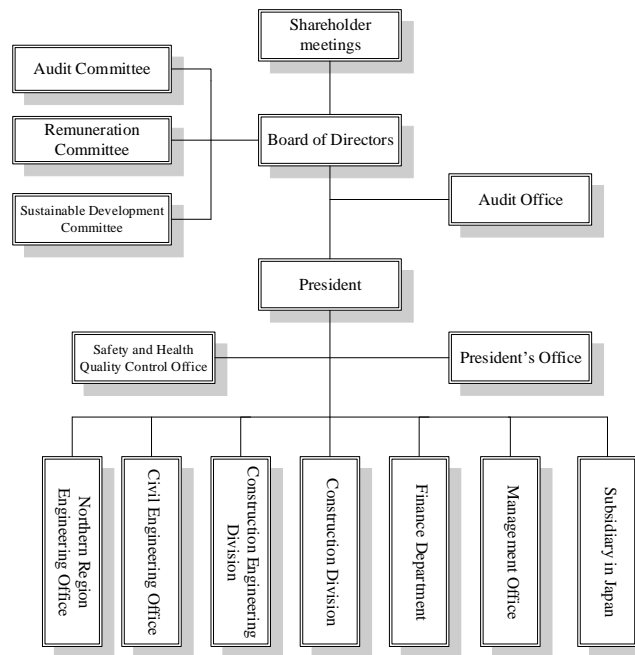 Shareholder
meetings
Audit Committee
Remuneration
Committee
Board of Directors
Sustainable Development
Committee
Audit Office
President
Safety and Health
Quality Control Office
President's Office
Northern Region
Engineering Office
Civil Engineering Office
Construction Engineering
Division
Construction Division
Finance Department
Management Office
Subsidiary in Japan